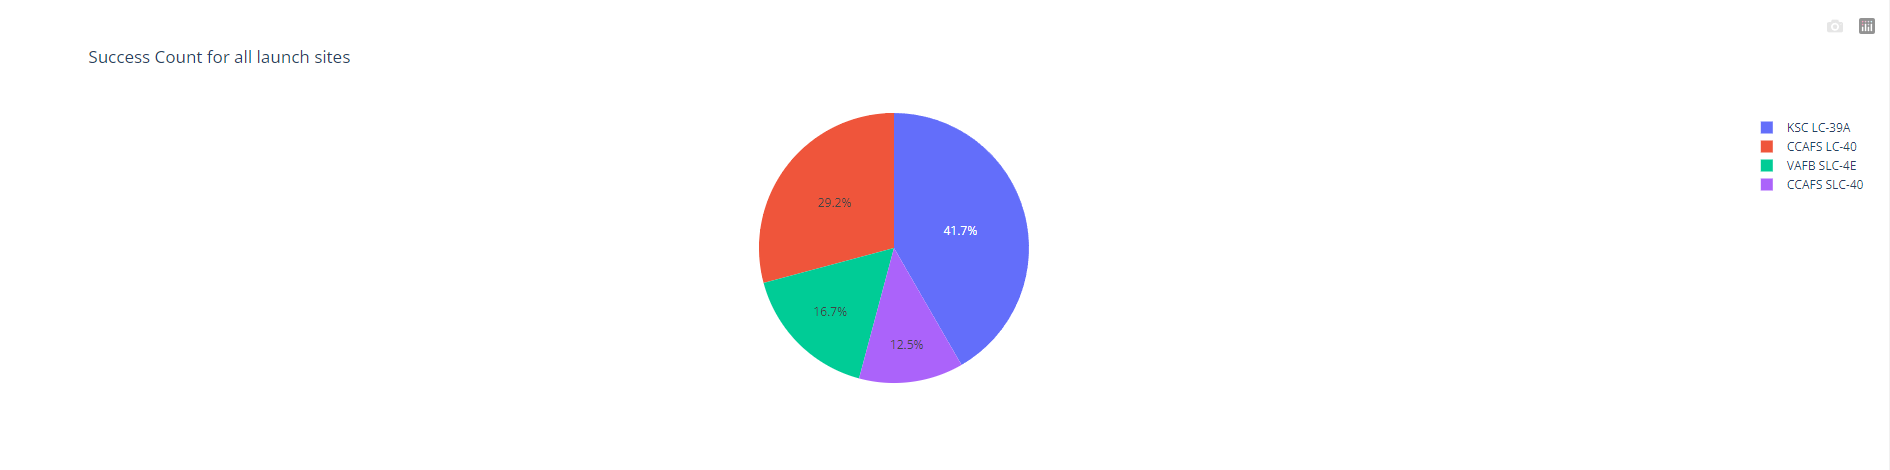 Success Count for all launch sites
KSC LC-39A
CCAFS LC-40
VAFB SLC-4E
CCAFS SLC-40
29.2%
41.7%
16.7%
12.5%